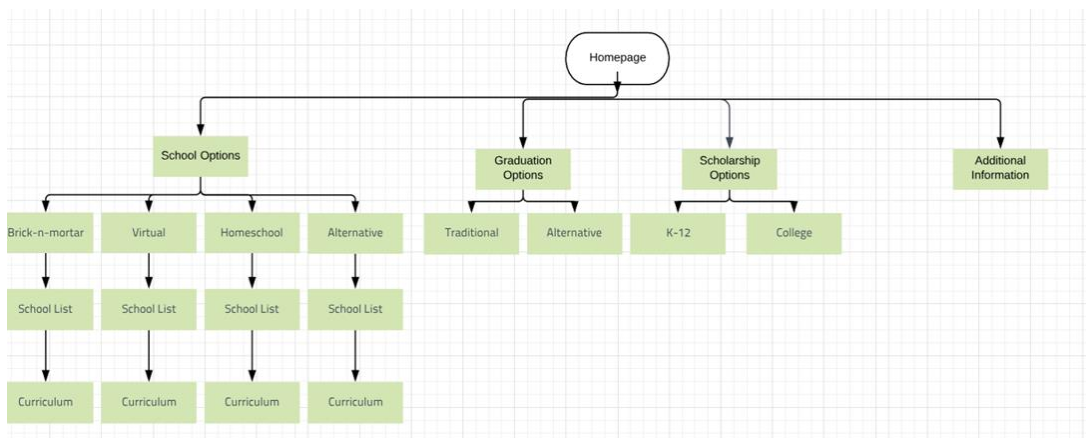 Homepage
School Options
Graduation
Options
Scholarship
Options
Additional
Information
Brick-n-mortar
Virtual
Homeschool
Alternative
Traditional
Alternative
K-12
College
School List
School List
School List
School List
Curriculum
Curriculum
Curriculum
Curriculum